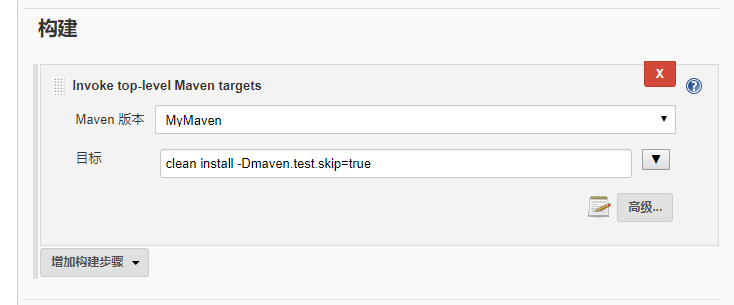 构建
X
Invoke top-level Maven targets
Maven 版本 MyMaven
目标 clean install -Dmaven.test.skip=true
高级...
增加构建步骤